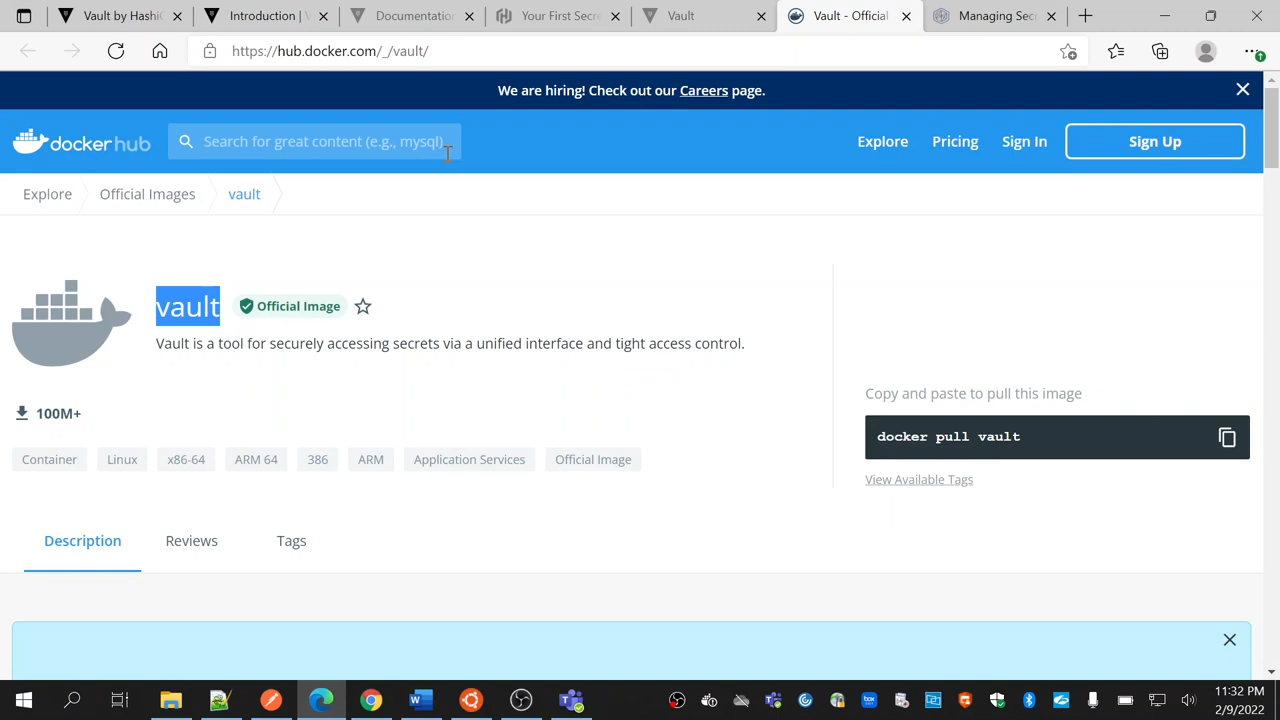 Vault by HashiC
Introduction | V
Documentation
Your First Secre
Vault
Vault - Official
Managing Secr
https://hub.docker.com/_/vault/
We are hiring! Check out our Careers page.
docker hub
Search for great content (e.g., mysql)
Explore
Pricing
Sign In
Sign Up
Explore
Official Images
vault
vault
Official Image
Vault is a tool for securely accessing secrets via a unified interface and tight access control.
100M+
Copy and paste to pull this image
docker pull vault
Container
Linux
x86-64
ARM 64
386
ARM
Application Services
Official Image
View Available Tags
Description
Reviews
Tags
11:32 PM
2/9/2022